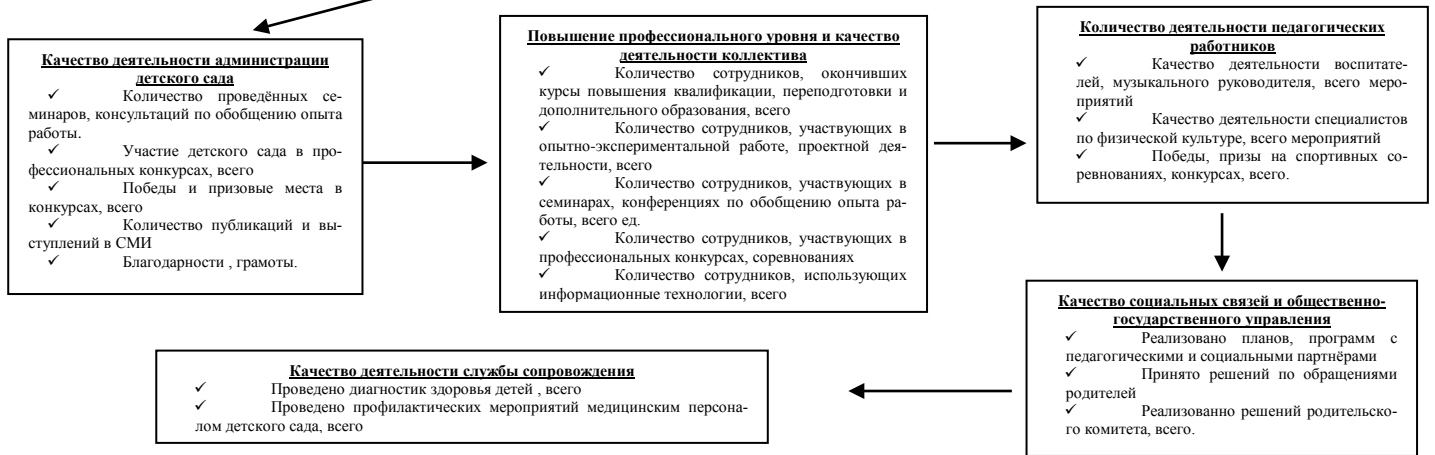 Качество деятельности администрации
детского сада
✓ Количество проведённых се-
минаров, консультаций по обобщению опыта
работы.
✓ Участие детского сада в про-
фессиональных конкурсах, всего
✓ Победы и призовые места в
конкурсах, всего
✓ Количество публикаций и вы-
ступлений в СМИ
✓ Благодарности , грамоты.
Повышение профессионального уровня и качество
деятельности коллектива
✓ Количество сотрудников, окончивших
курсы повышения квалификации, переподготовки и
дополнительного образования, всего
✓ Количество сотрудников, участвующих в
опытно-экспериментальной работе, проектной дея-
тельности, всего
✓ Количество сотрудников, участвующих в
семинарах, конференциях по обобщению опыта ра-
боты, всего ед.
✓ Количество сотрудников, участвующих в
профессиональных конкурсах, соревнованиях
✓ Количество сотрудников, использующих
информационные технологии, всего
Количество деятельности педагогических
работников
✓ Качество деятельности воспитате-
лей, музыкального руководителя, всего меро-
приятий
✓ Качество деятельности специалистов
по физической культуре, всего мероприятий
✓ Победы, призы на спортивных со-
ревнованиях, конкурсах, всего.
Качество социальных связей и общественно-
государственного управления
✓ Реализовано планов, программ с
педагогическими и социальными партнёрами
✓ Принято решений по обращениями
родителей
✓ Реализованно решений родительско-
го комитета, всего.
Качество деятельности службы сопровождения
✓ Проведено диагностик здоровья детей , всего
✓ Проведено профилактических мероприятий медицинским персона-
лом детского сада, всего